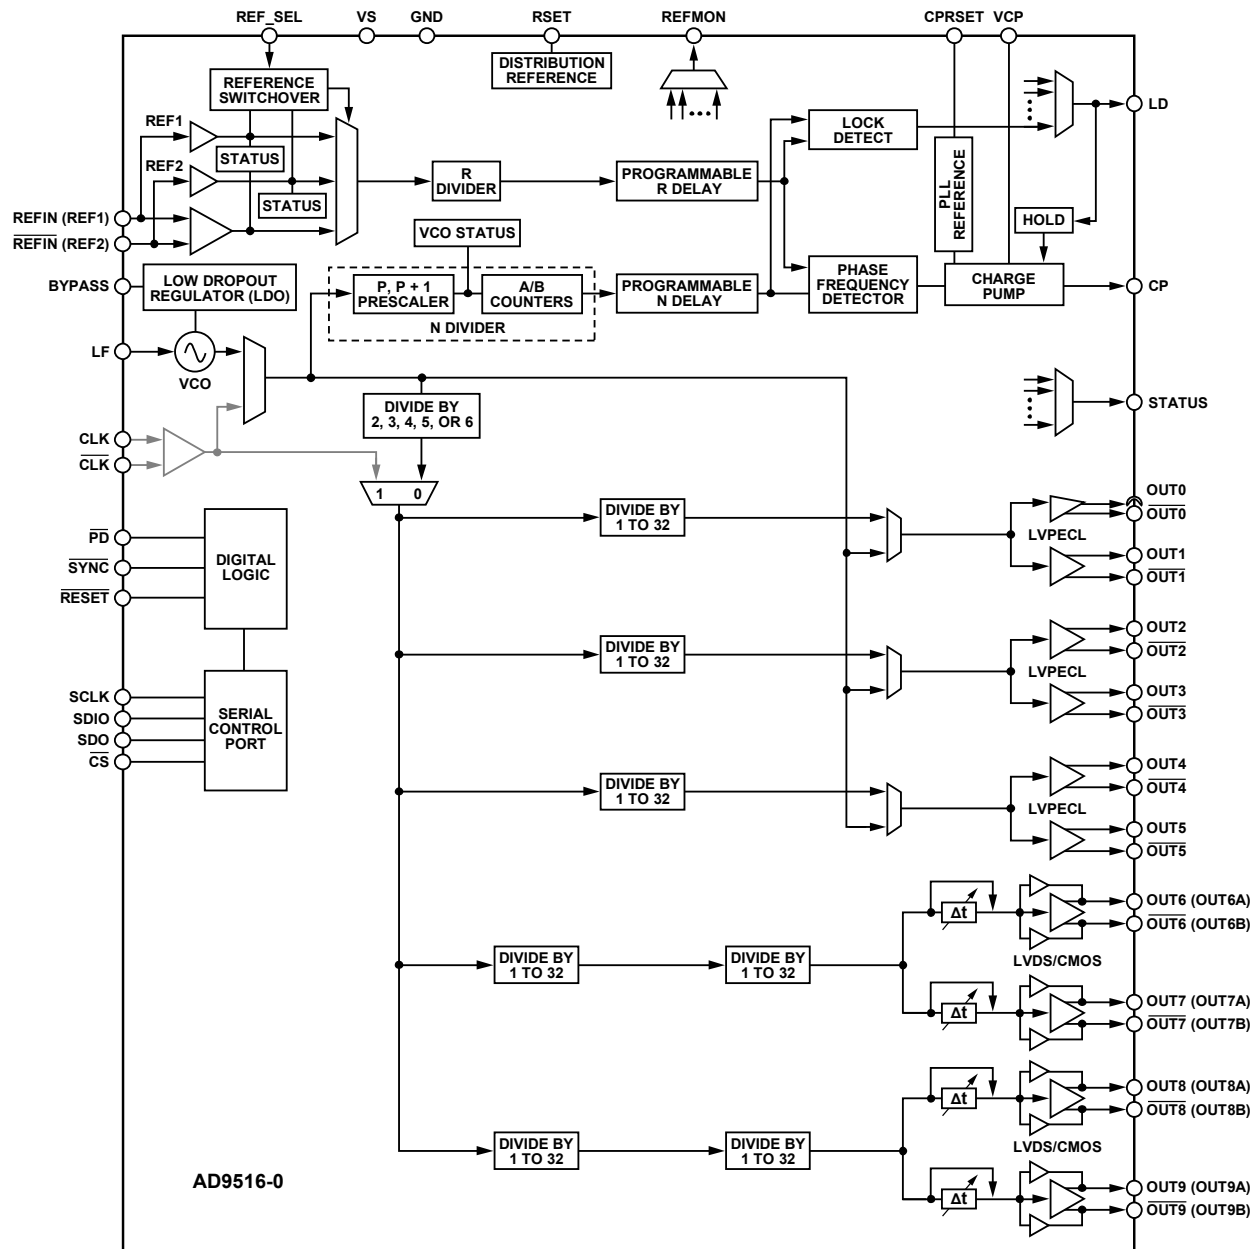 REF_SEL
VS
GND
RSET
REFMON
CPRSET
VCP
DISTRIBUTION
REFERENCE
REFERENCE
SWITCHOVER
REF1
STATUS
REF2
STATUS
R
DIVIDER
PROGRAMMABLE
R DELAY
LOCK
DETECT
PLL
REFERENCE
HOLD
LD
REFIN (REF1)
REFIN (REF2)
BYPASS
LOW DROPOUT
REGULATOR (LDO)
VCO STATUS
P, P + 1
PRESCALER
A/B
COUNTERS
N DIVIDER
PROGRAMMABLE
N DELAY
PHASE
FREQUENCY
DETECTOR
CHARGE
PUMP
CP
LF
VCO
DIVIDE BY
2, 3, 4, 5, OR 6
STATUS
CLK
CLK
1 0
PD
SYNC
RESET
DIGITAL
LOGIC
SCLK
SDIO
SDO
CS
SERIAL
CONTROL
PORT
DIVIDE BY
1 TO 32
LVPECL
OUT0
OUT0
OUT1
OUT1
DIVIDE BY
1 TO 32
LVPECL
OUT2
OUT2
OUT3
OUT3
DIVIDE BY
1 TO 32
LVPECL
OUT4
OUT4
OUT5
OUT5
DIVIDE BY
1 TO 32
DIVIDE BY
1 TO 32
Δt
Δt
LVDS/CMOS
OUT6 (OUT6A)
OUT6 (OUT6B)
OUT7 (OUT7A)
OUT7 (OUT7B)
DIVIDE BY
1 TO 32
DIVIDE BY
1 TO 32
Δt
Δt
LVDS/CMOS
OUT8 (OUT8A)
OUT8 (OUT8B)
OUT9 (OUT9A)
OUT9 (OUT9B)
AD9516-0